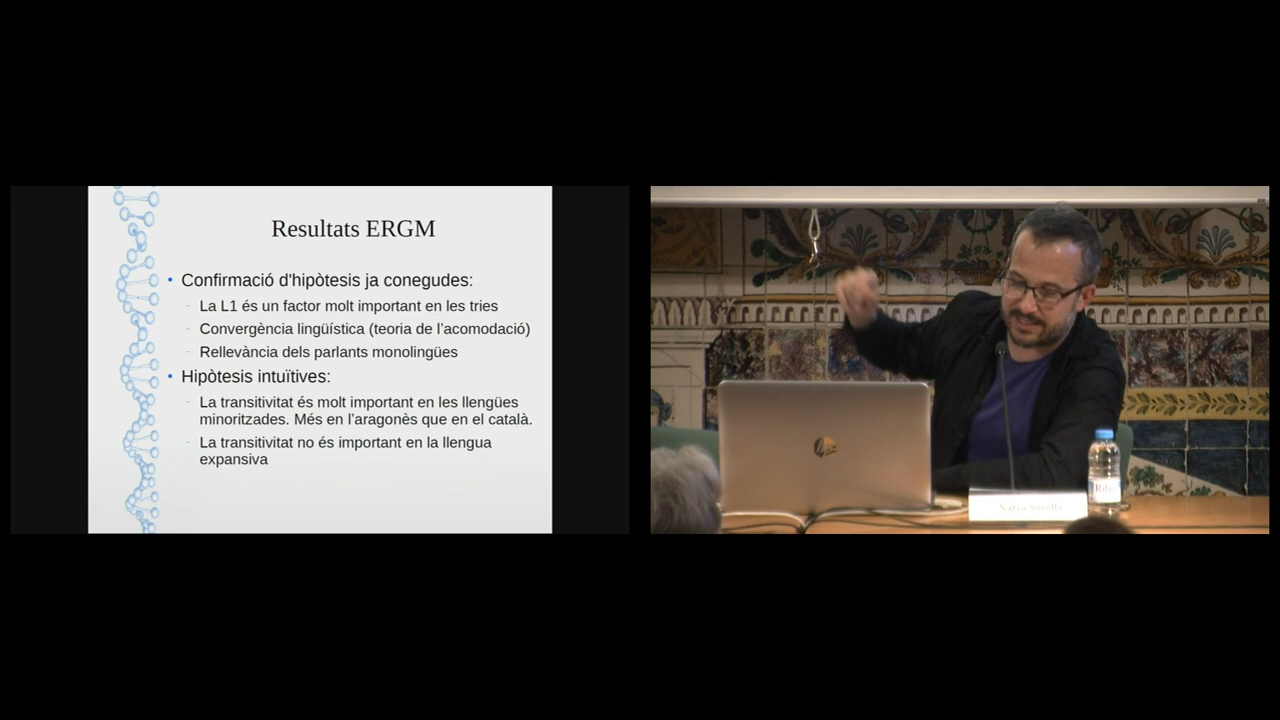 Resultats ERGM
• Confirmació d'hipòtesis ja conegudes:
- La L1 és un factor molt important en les tries
- Convergència lingüística (teoria de l’acomodació)
- Rellevància dels parlants monolingües
• Hipòtesis intuïtives:
- La transitivitat és molt important en les llengües
minoritzades. Més en l’aragonès que en el català.
- La transitivitat no és important en la llengua
expansiva
hp